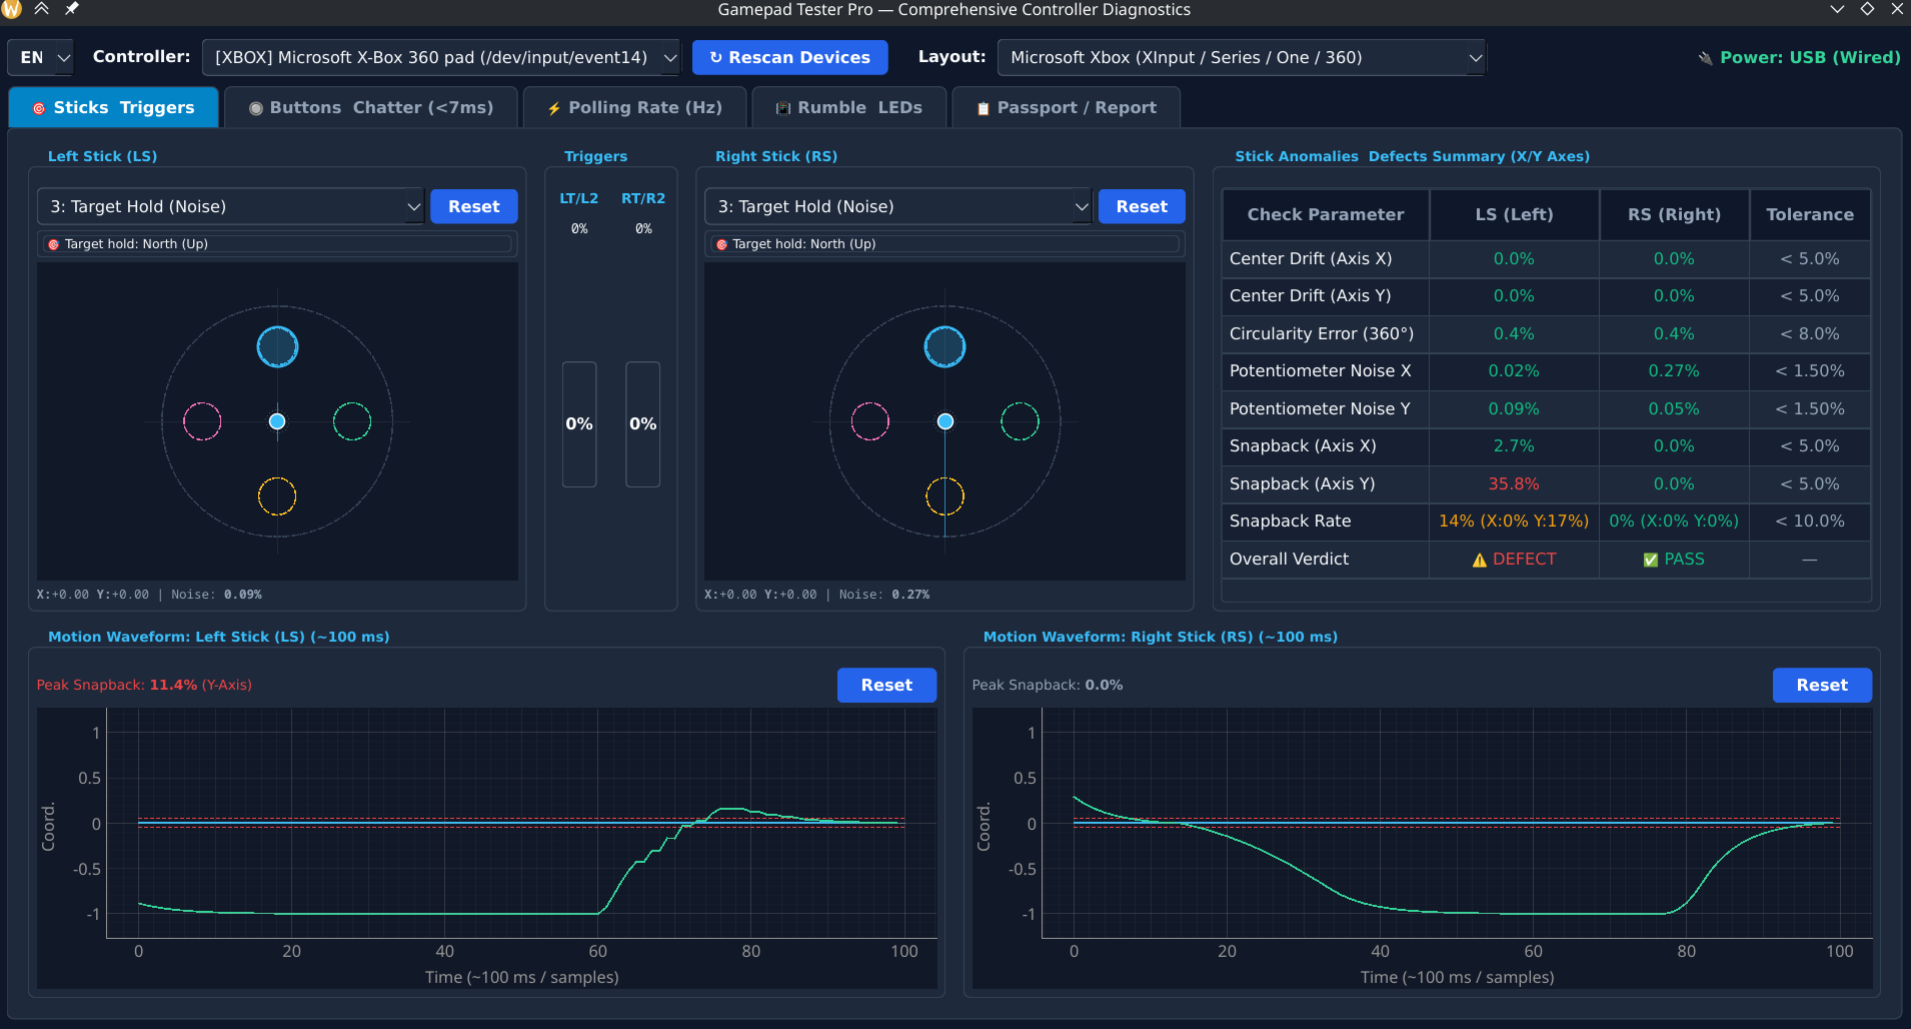 Gamepad Tester Pro — Comprehensive Controller Diagnostics
EN Controller: [XBOX] Microsoft X-Box 360 pad (/dev/input/event14) ↻ Rescan Devices Layout: Microsoft Xbox (XInput / Series / One / 360) Power: USB (Wired)
Sticks Triggers Buttons Chatter (<7ms) Polling Rate (Hz) Rumble LEDs Passport / Report
Left Stick (LS)
3: Target Hold (Noise) Reset
Target hold: North (Up)
X:+0.00 Y:+0.00 | Noise: 0.09%
Triggers
LT/L2 RT/R2
0% 0%
0% 0%
Right Stick (RS)
3: Target Hold (Noise) Reset
Target hold: North (Up)
X:+0.00 Y:+0.00 | Noise: 0.27%
Stick Anomalies Defects Summary (X/Y Axes)
Check Parameter LS (Left) RS (Right) Tolerance
Center Drift (Axis X) 0.0% 0.0% < 5.0%
Center Drift (Axis Y) 0.0% 0.0% < 5.0%
Circularity Error (360°) 0.4% 0.4% < 8.0%
Potentiometer Noise X 0.02% 0.27% < 1.50%
Potentiometer Noise Y 0.09% 0.05% < 1.50%
Snapback (Axis X) 2.7% 0.0% < 5.0%
Snapback (Axis Y) 35.8% 0.0% < 5.0%
Snapback Rate 14% (X:0% Y:17%) 0% (X:0% Y:0%) < 10.0%
Overall Verdict ⚠️ DEFECT ✅ PASS —
Motion Waveform: Left Stick (LS) (~100 ms)
Peak Snapback: 11.4% (Y-Axis) Reset
1
0.5
0
-0.5
-1
Coord.
0 20 40 60 80 100
Time (~100 ms / samples)
Motion Waveform: Right Stick (RS) (~100 ms)
Peak Snapback: 0.0% Reset
1
0.5
0
-0.5
-1
Coord.
0 20 40 60 80 100
Time (~100 ms / samples)